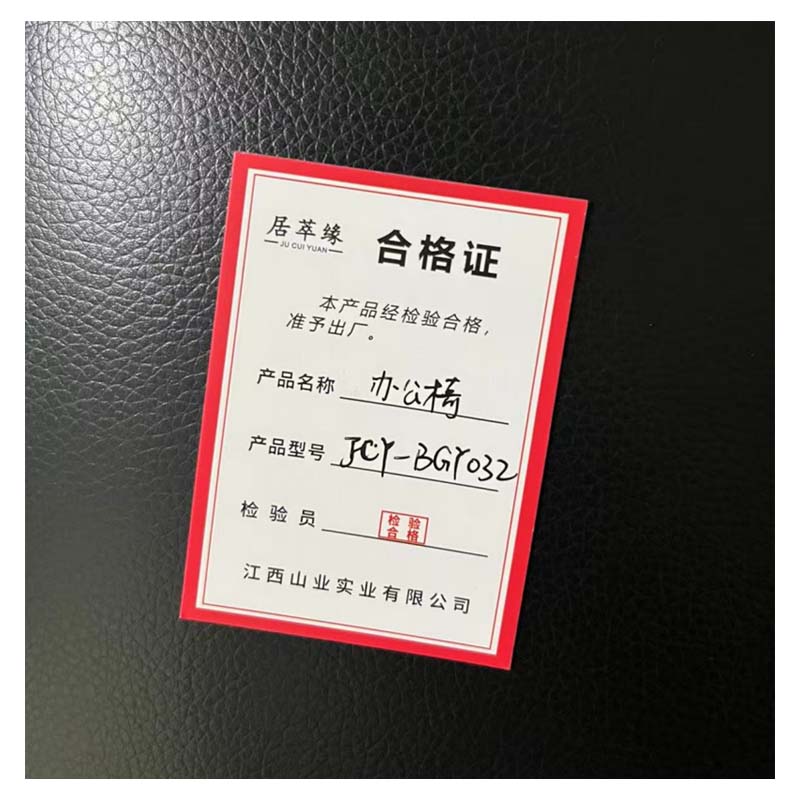 居萃缘
JU CUI YUAN
合格证
本产品经检验合格，
准予出厂。
产品名称 办公椅
产品型号 JCY-BGY032
检验员
检验
合格
江西山业实业有限公司